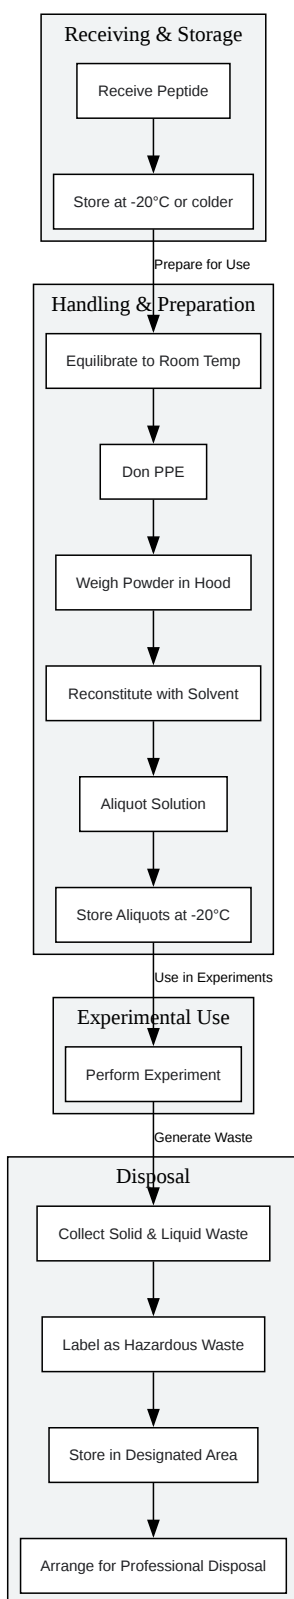 Receiving & Storage
Receive Peptide
Store at -20°C or colder
Prepare for Use
Handling & Preparation
Equilibrate to Room Temp
Don PPE
Weigh Powder in Hood
Reconstitute with Solvent
Aliquot Solution
Store Aliquots at -20°C
Use in Experiments
Experimental Use
Perform Experiment
Generate Waste
Disposal
Collect Solid & Liquid Waste
Label as Hazardous Waste
Store in Designated Area
Arrange for Professional Disposal